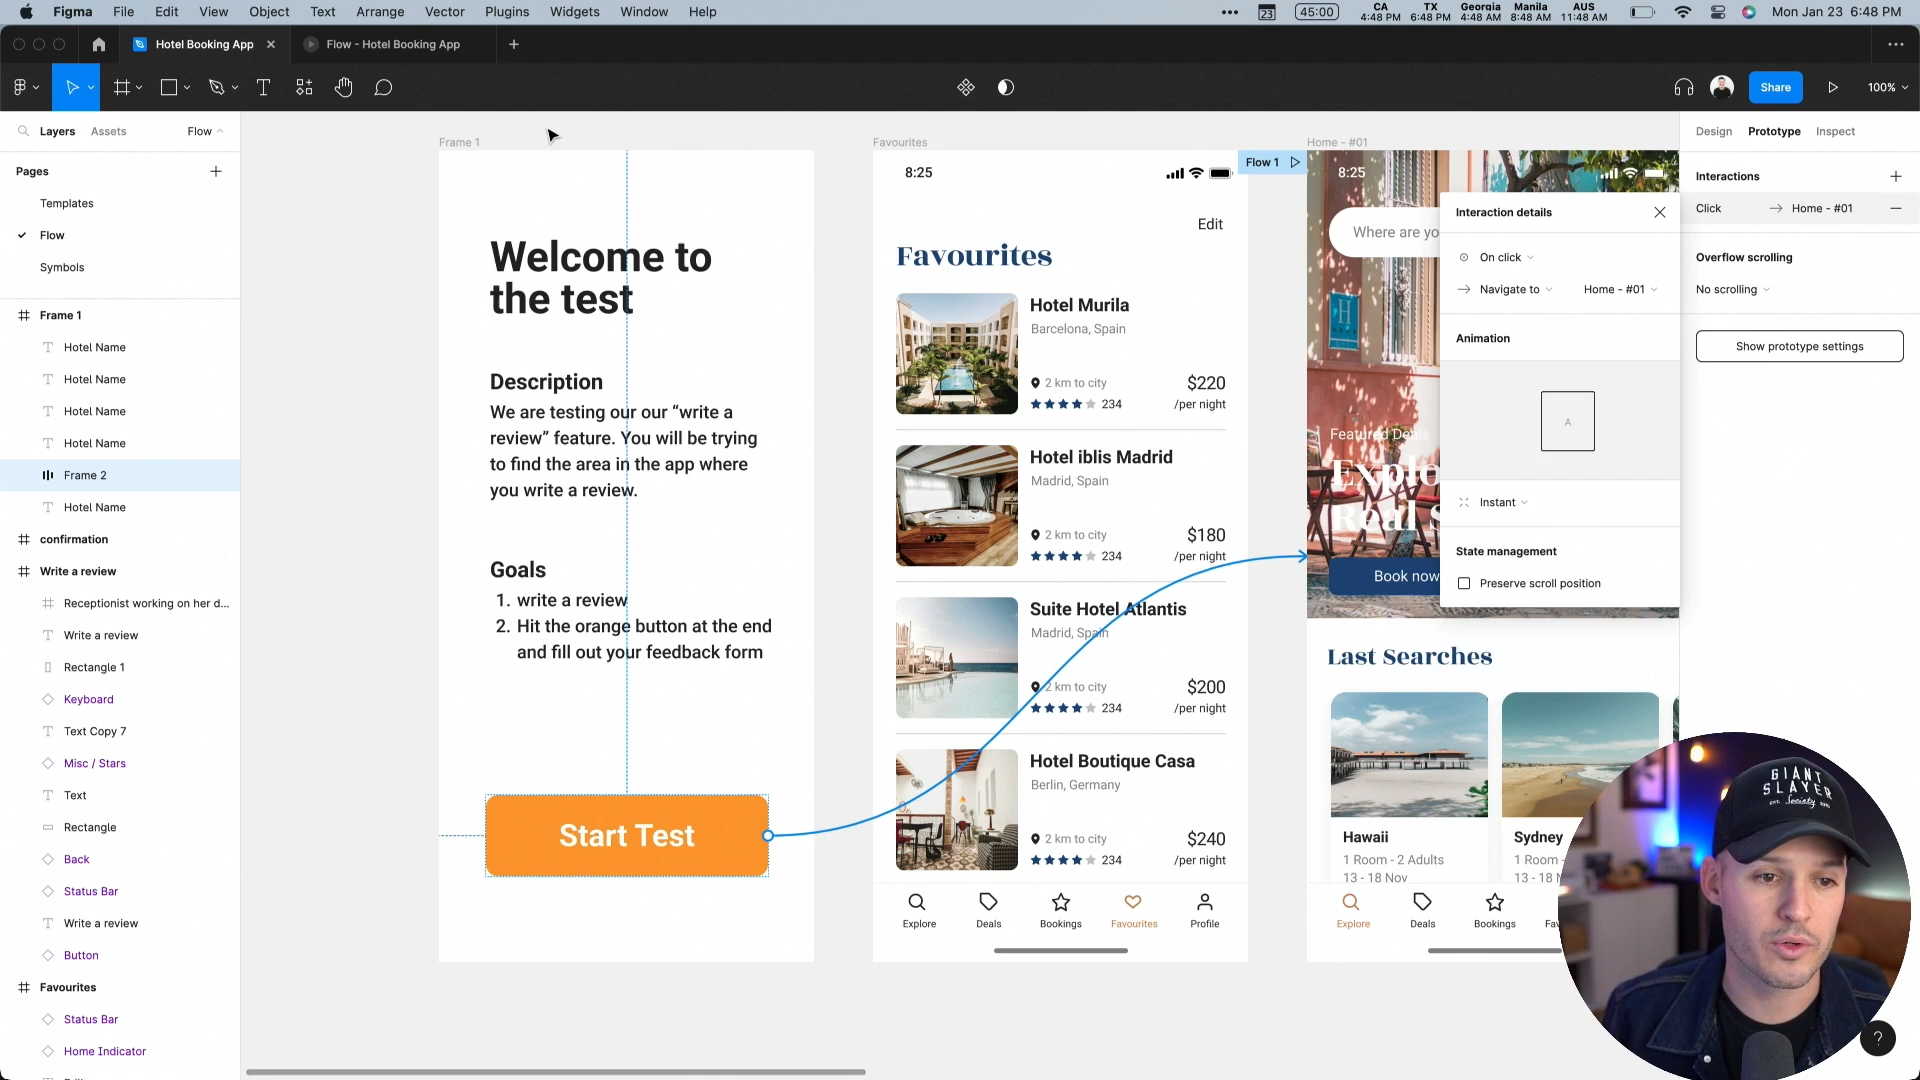 Figma File Edit View Object Text Arrange Vector Plugins Widgets Window Help
23 45:00 CA TX Georgia Manila AUS Mon Jan 23 6:48 PM
4:48 PM 6:48 PM 4:48 AM 8:48 AM 11:48 AM
Hotel Booking App
Flow - Hotel Booking App
Share
100%
Layers Assets Flow
Pages
Templates
Flow
Symbols
Frame 1
Hotel Name
Hotel Name
Hotel Name
Hotel Name
Frame 2
Hotel Name
confirmation
Write a review
Receptionist working on her d...
Write a review
Rectangle 1
Keyboard
Text Copy 7
Misc / Stars
Text
Rectangle
Back
Status Bar
Write a review
Button
Favourites
Status Bar
Home Indicator
Frame 1
Welcome to
the test
Description
We are testing our our “write a
review” feature. You will be trying
to find the area in the app where
you write a review.
Goals
1. write a review
2. Hit the orange button at the end
and fill out your feedback form
Start Test
Favourites
8:25
Edit
Favourites
Hotel Murila
Barcelona, Spain
2 km to city $220
234 /per night
Hotel iblis Madrid
Madrid, Spain
2 km to city $180
234 /per night
Suite Hotel Atlantis
Madrid, Spain
2 km to city $200
234 /per night
Hotel Boutique Casa
Berlin, Germany
2 km to city $240
234 /per night
Explore Deals Bookings Favourites Profile
Flow 1
Home - #01
8:25
Where are yo
Featured Deals
Explo
Real S
Book now
Last Searches
Hawaii
1 Room - 2 Adults
13 - 18 Nov
Sydney
1 Room -
13 - 18 N
Explore Deals Bookings Fav
Interaction details
On click
Navigate to Home - #01
Animation
A
Instant
State management
Preserve scroll position
Design Prototype Inspect
Interactions
Click Home - #01
Overflow scrolling
No scrolling
Show prototype settings
GIANT
SLAYER
Society
?